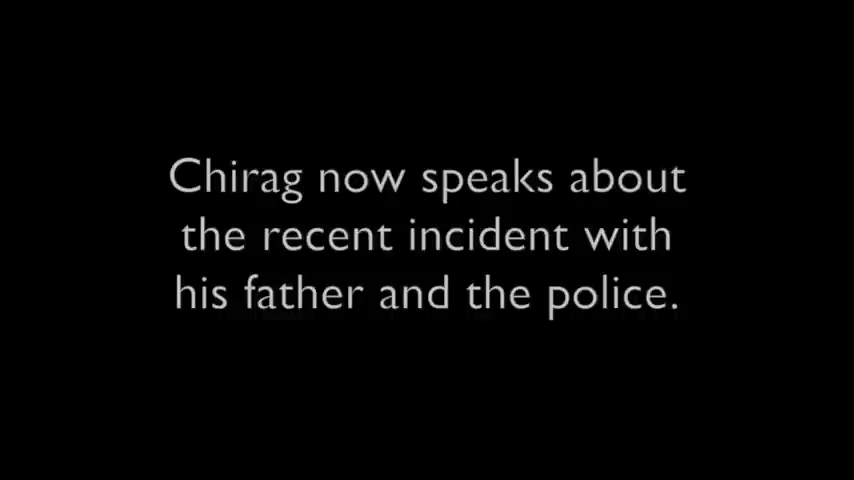 Chirag now speaks about
the recent incident with
his father and the police.